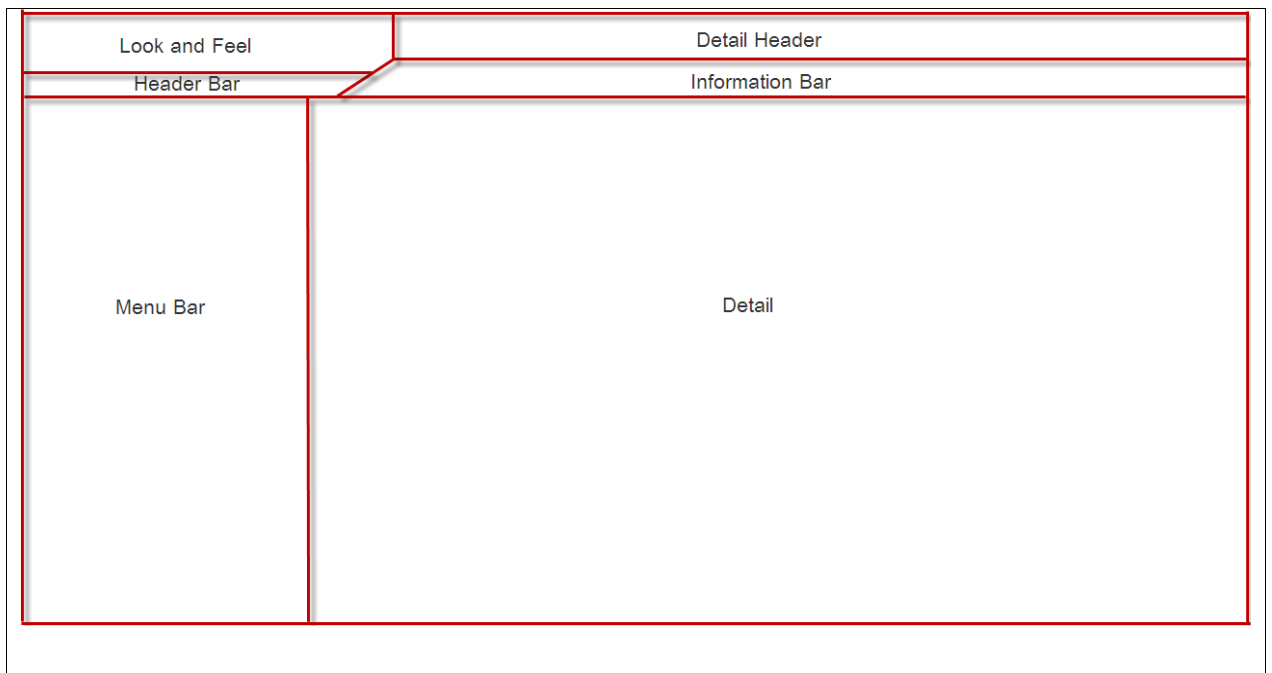 Look and Feel
Detail Header
Header Bar
Information Bar
Menu Bar
Detail